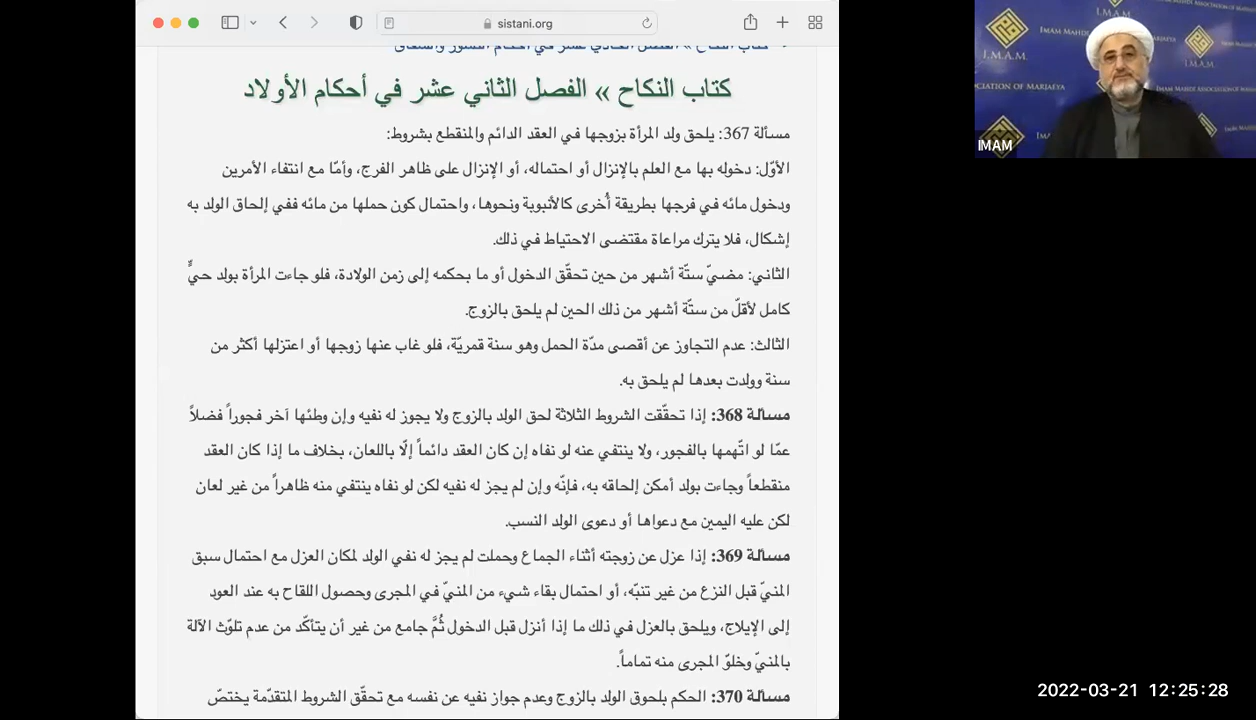 sistani.org
كتاب النكاح » الفصل الثاني عشر في أحكام الأولاد
مسألة 367: يلحق ولد المرأة بزوجها في العقد الدائم والمنقطع بشروط:
الأوّل: دخوله بها مع العلم بالإنزال أو احتماله، أو الإنزال على ظاهر الفرج، وأمّا مع انتفاء الأمرين
ودخول مائه في فرجها بطريقة أُخرى كالأنبوبة ونحوها، واحتمال كون حملها من مائه ففي إلحاق الولد به
إشكال، فلا يترك مراعاة مقتضى الاحتياط في ذلك.
الثاني: مضيّ ستّة أشهر من حين تحقّق الدخول أو ما بحكمه إلى زمن الولادة، فلو جاءت المرأة بولد حيٍّ
كامل لأقلّ من ستّة أشهر من ذلك الحين لم يلحق بالزوج.
الثالث: عدم التجاوز عن أقصى مدّة الحمل وهو سنة قمريّة، فلو غاب عنها زوجها أو اعتزلها أكثر من
سنة وولدت بعدها لم يلحق به.
مسألة 368: إذا تحقّقت الشروط الثلاثة لحق الولد بالزوج ولا يجوز له نفيه وإن وطئها آخر فجوراً فضلاً
عمّا لو اتّهمها بالفجور، ولا ينتفي عنه لو نفاه إن كان العقد دائماً إلّا باللعان، بخلاف ما إذا كان العقد
منقطعاً وجاءت بولد أمكن إلحاقه به، فإنّه وإن لم يجز له نفيه لكن لو نفاه ينتفي منه ظاهراً من غير لعان
لكن عليه اليمين مع دعواها أو دعوى الولد النسب.
مسألة 369: إذا عزل عن زوجته أثناء الجماع وحملت لم يجز له نفي الولد لمكان العزل مع احتمال سبق
المنيّ قبل النزع من غير تنبّه، أو احتمال بقاء شيء من المنيّ في المجرى وحصول اللقاح به عند العود
إلى الإيلاج، ويلحق بالعزل في ذلك ما إذا أنزل قبل الدخول ثُمَّ جامع من غير أن يتأكّد من عدم تلوّث الآلة
بالمنيّ وخلوّ المجرى منه تماماً.
مسألة 370: الحكم بلحوق الولد بالزوج وعدم جواز نفيه عن نفسه مع تحقّق الشروط المتقدّمة يختصّ
I.M.A.M.
IMAM
2022-03-21 12:25:28